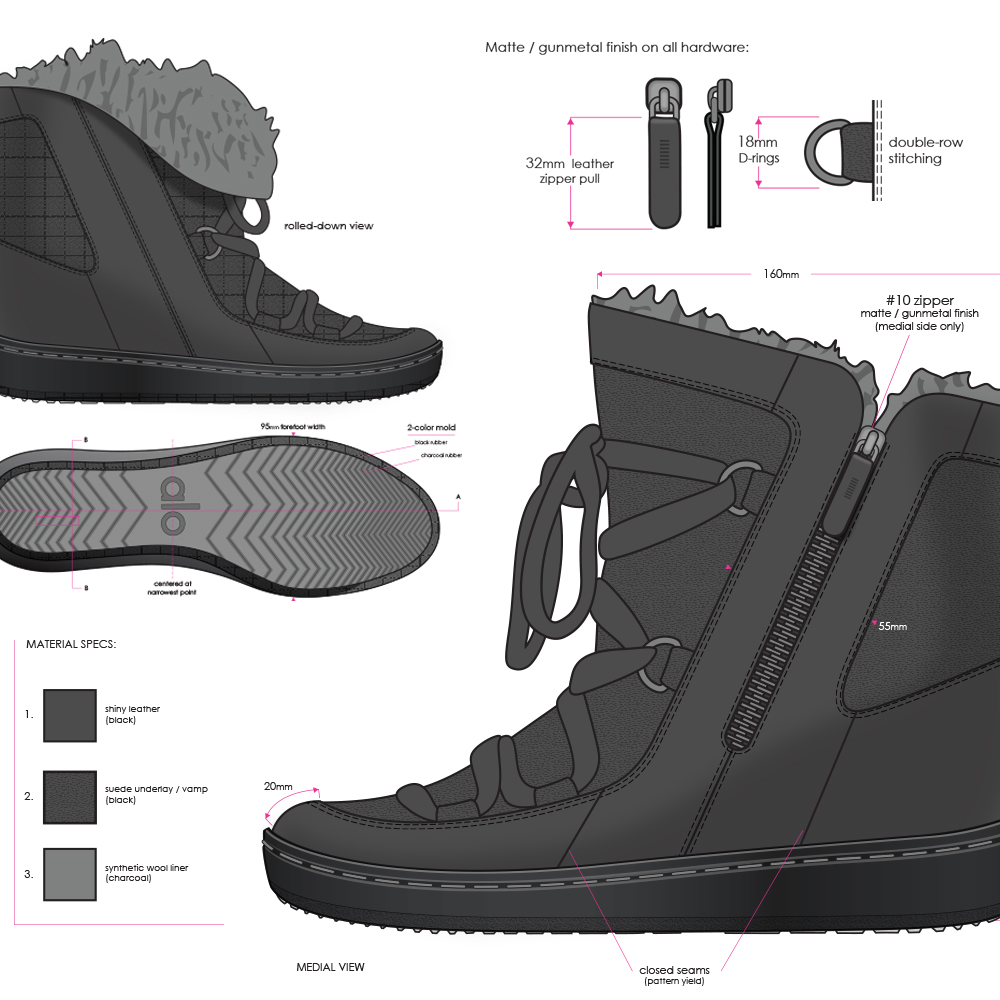 Matte / gunmetal finish on all hardware:
32mm leather
zipper pull
18mm
D-rings
double-row
stitching
rolled-down view
160mm
#10 zipper
matte / gunmetal finish
(medial side only)
95mm forefoot width
2-color mold
black rubber
charcoal rubber
B
A
B
centered at
narrowest point
55mm
MATERIAL SPECS:
1.
shiny leather
(black)
2.
suede underlay / vamp
(black)
3.
synthetic wool liner
(charcoal)
20mm
MEDIAL VIEW
closed seams
(pattern yield)